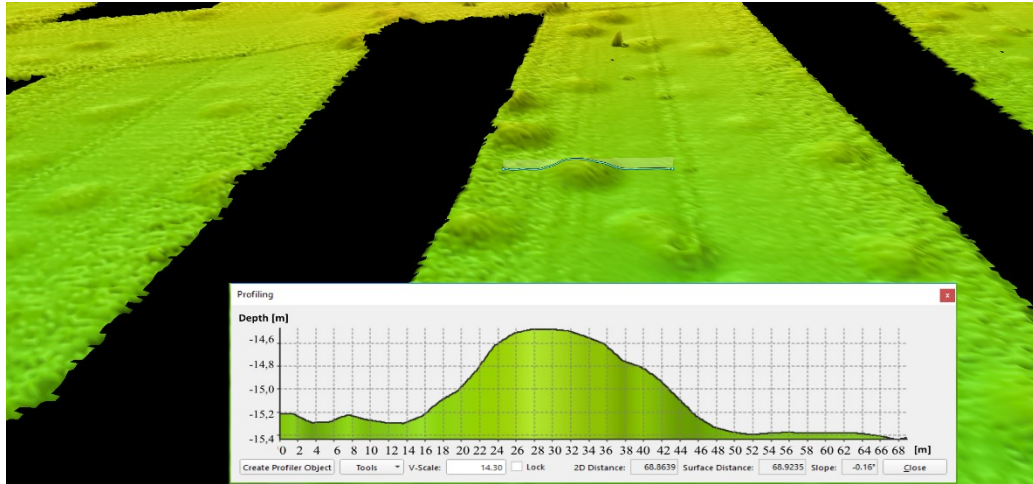 Profiling x
Depth [m]
-14,6
-14,8
-15,0
-15,2
-15,4
0 2 4 6 8 10 12 14 16 18 20 22 24 26 28 30 32 34 36 38 40 42 44 46 48 50 52 54 56 58 60 62 64 66 68 [m]
Create Profiler Object Tools V-Scale: 14.30 Lock 2D Distance: 68.8639 Surface Distance: 68.9235 Slope: -0.16° Close